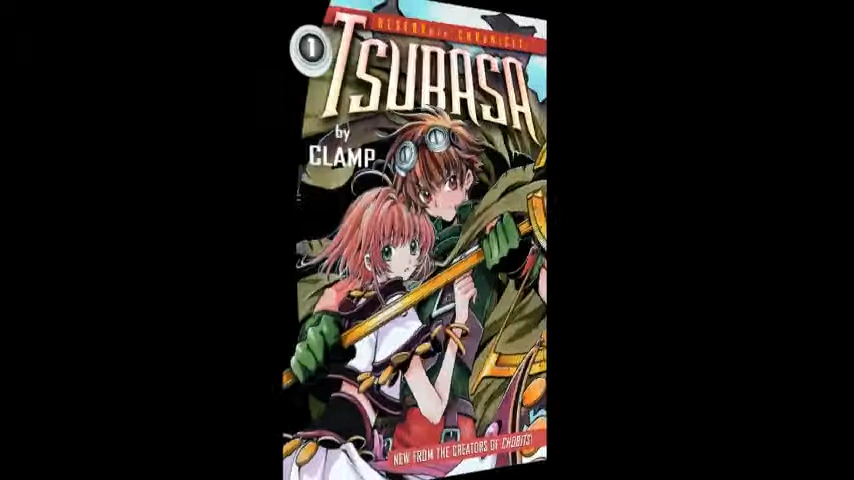 RESERVoir CHRoNiCLE
1
TSUBASA
by
CLAMP
NEW FROM THE CREATORS OF CHOBITS!